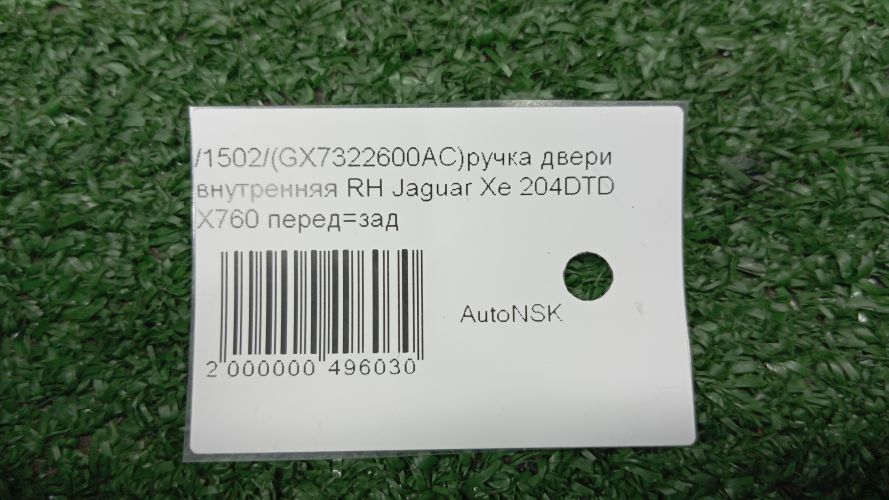 /1502/(GX7322600AC)ручка двери
внутренняя RH Jaguar Xe 204DTD
X760 перед=зад
AutoNSK
2 000000 496030